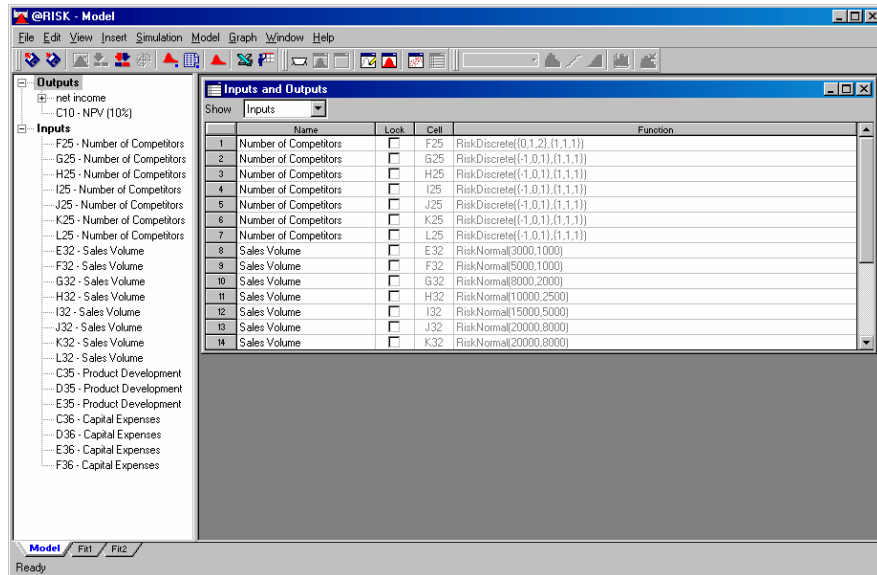 @RISK - Model
File Edit View Insert Simulation Model Graph Window Help
Outputs
net income
C10 - NPV (10%)
Inputs
F25 - Number of Competitors
G25 - Number of Competitors
H25 - Number of Competitors
I25 - Number of Competitors
J25 - Number of Competitors
K25 - Number of Competitors
L25 - Number of Competitors
E32 - Sales Volume
F32 - Sales Volume
G32 - Sales Volume
H32 - Sales Volume
I32 - Sales Volume
J32 - Sales Volume
K32 - Sales Volume
L32 - Sales Volume
C35 - Product Development
D35 - Product Development
E35 - Product Development
C36 - Capital Expenses
D36 - Capital Expenses
E36 - Capital Expenses
F36 - Capital Expenses
Inputs and Outputs
Show Inputs
Name Lock Cell Function
1 Number of Competitors F25 RiskDiscrete({0,1,2},{1,1,1})
2 Number of Competitors G25 RiskDiscrete({-1,0,1},{1,1,1})
3 Number of Competitors H25 RiskDiscrete({-1,0,1},{1,1,1})
4 Number of Competitors I25 RiskDiscrete({-1,0,1},{1,1,1})
5 Number of Competitors J25 RiskDiscrete({-1,0,1},{1,1,1})
6 Number of Competitors K25 RiskDiscrete({-1,0,1},{1,1,1})
7 Number of Competitors L25 RiskDiscrete({-1,0,1},{1,1,1})
8 Sales Volume E32 RiskNormal(3000,1000)
9 Sales Volume F32 RiskNormal(5000,1000)
10 Sales Volume G32 RiskNormal(8000,2000)
11 Sales Volume H32 RiskNormal(10000,2500)
12 Sales Volume I32 RiskNormal(15000,5000)
13 Sales Volume J32 RiskNormal(20000,8000)
14 Sales Volume K32 RiskNormal(20000,8000)
Model Fit1 Fit2
Ready